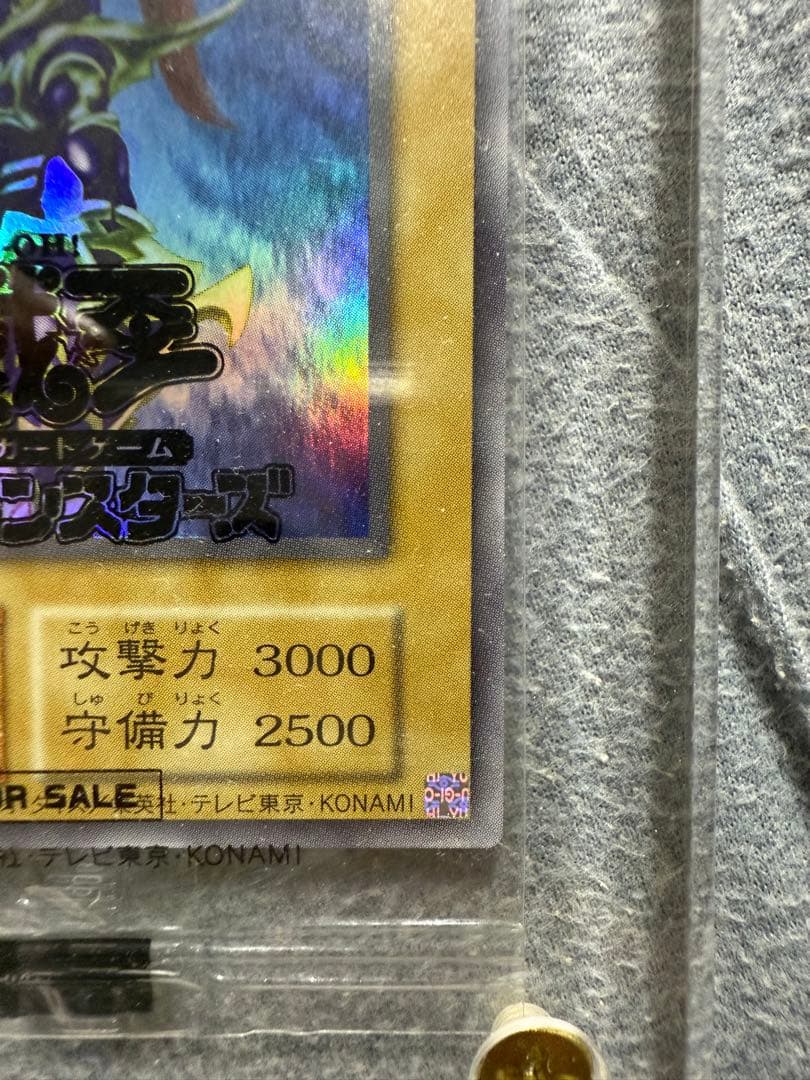 -OH!
カードゲーム
ンスターズ
こう げき りょく
攻撃力 3000
しゅ び りょく
守備力 2500
OR SALE
英社・テレビ東京・KONAMI
社・テレビ東京・KONAMI